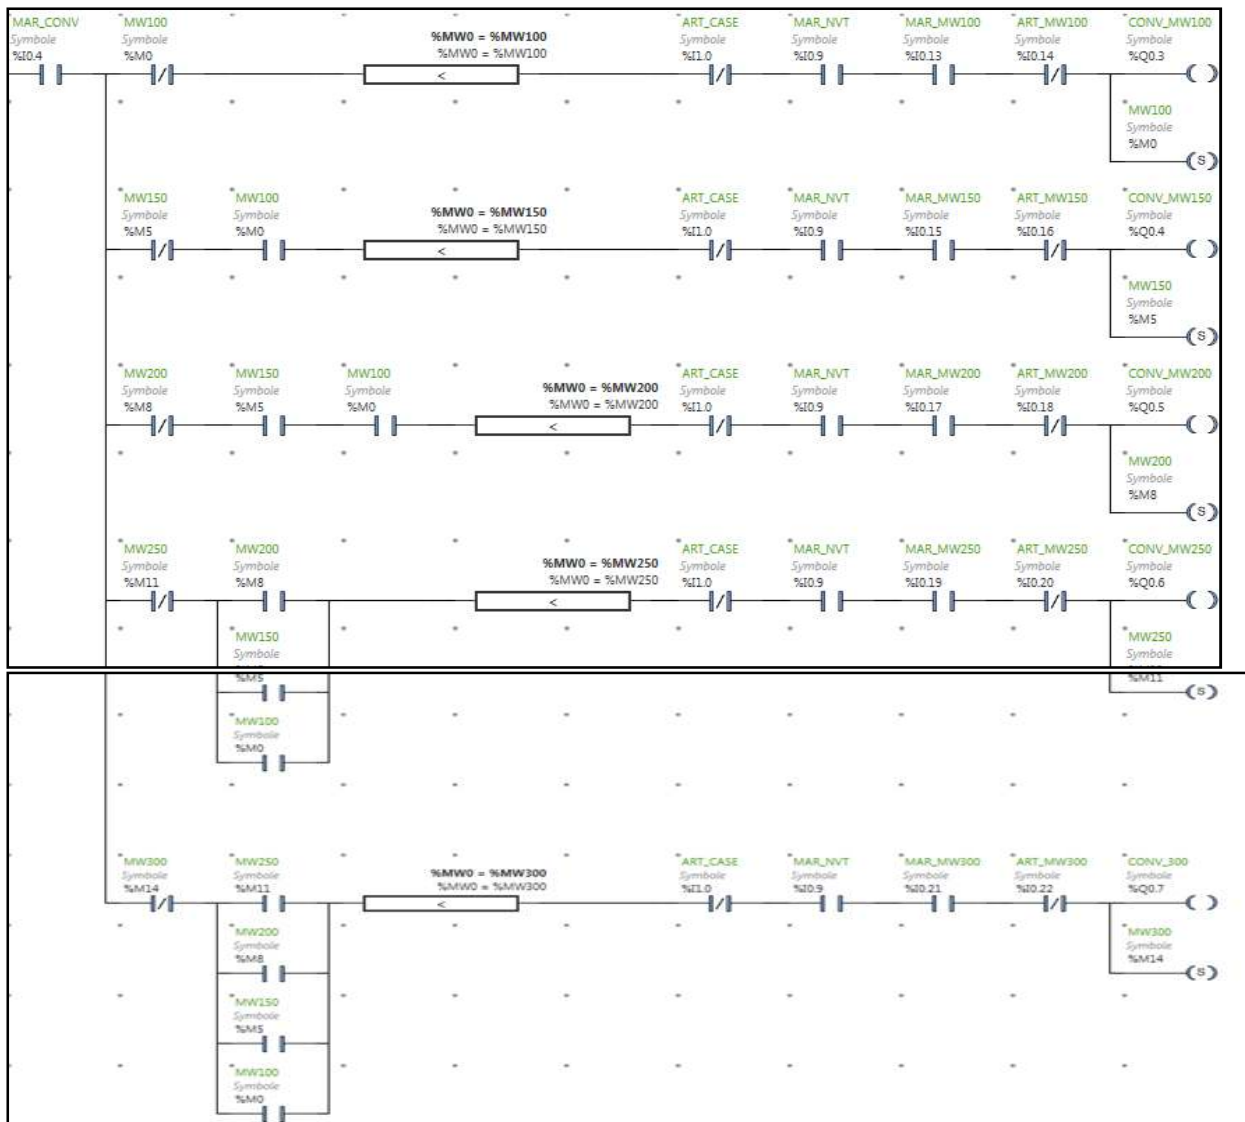 MAR_CONV MW100 ART_CASE MAR_NVT MAR_MW100 ART_MW100 CONV_MW100
Symbole Symbole %MW0 = %MW100 Symbole Symbole Symbole Symbole Symbole
%I0.4 %M0 %MW0 = %MW100 %I1.0 %I0.9 %I0.13 %I0.14 %Q0.3
<
MW100
Symbole
%M0
S
MW150 MW100 ART_CASE MAR_NVT MAR_MW150 ART_MW150 CONV_MW150
Symbole Symbole %MW0 = %MW150 Symbole Symbole Symbole Symbole Symbole
%M5 %M0 %MW0 = %MW150 %I1.0 %I0.9 %I0.15 %I0.16 %Q0.4
<
MW150
Symbole
%M5
S
MW200 MW150 MW100 ART_CASE MAR_NVT MAR_MW200 ART_MW200 CONV_MW200
Symbole Symbole Symbole %MW0 = %MW200 Symbole Symbole Symbole Symbole Symbole
%M8 %M5 %M0 %MW0 = %MW200 %I1.0 %I0.9 %I0.17 %I0.18 %Q0.5
<
MW200
Symbole
%M8
S
MW250 MW200 ART_CASE MAR_NVT MAR_MW250 ART_MW250 CONV_MW250
Symbole Symbole %MW0 = %MW250 Symbole Symbole Symbole Symbole Symbole
%M11 %M8 %MW0 = %MW250 %I1.0 %I0.9 %I0.19 %I0.20 %Q0.6
<
MW150 MW250
Symbole Symbole
%M5 %M11
S
MW100
Symbole
%M0
MW300 MW250 ART_CASE MAR_NVT MAR_MW300 ART_MW300 CONV_300
Symbole Symbole %MW0 = %MW300 Symbole Symbole Symbole Symbole Symbole
%M14 %M11 %MW0 = %MW300 %I1.0 %I0.9 %I0.21 %I0.22 %Q0.7
<
MW200 MW300
Symbole Symbole
%M8 %M14
S
MW150
Symbole
%M5
MW100
Symbole
%M0